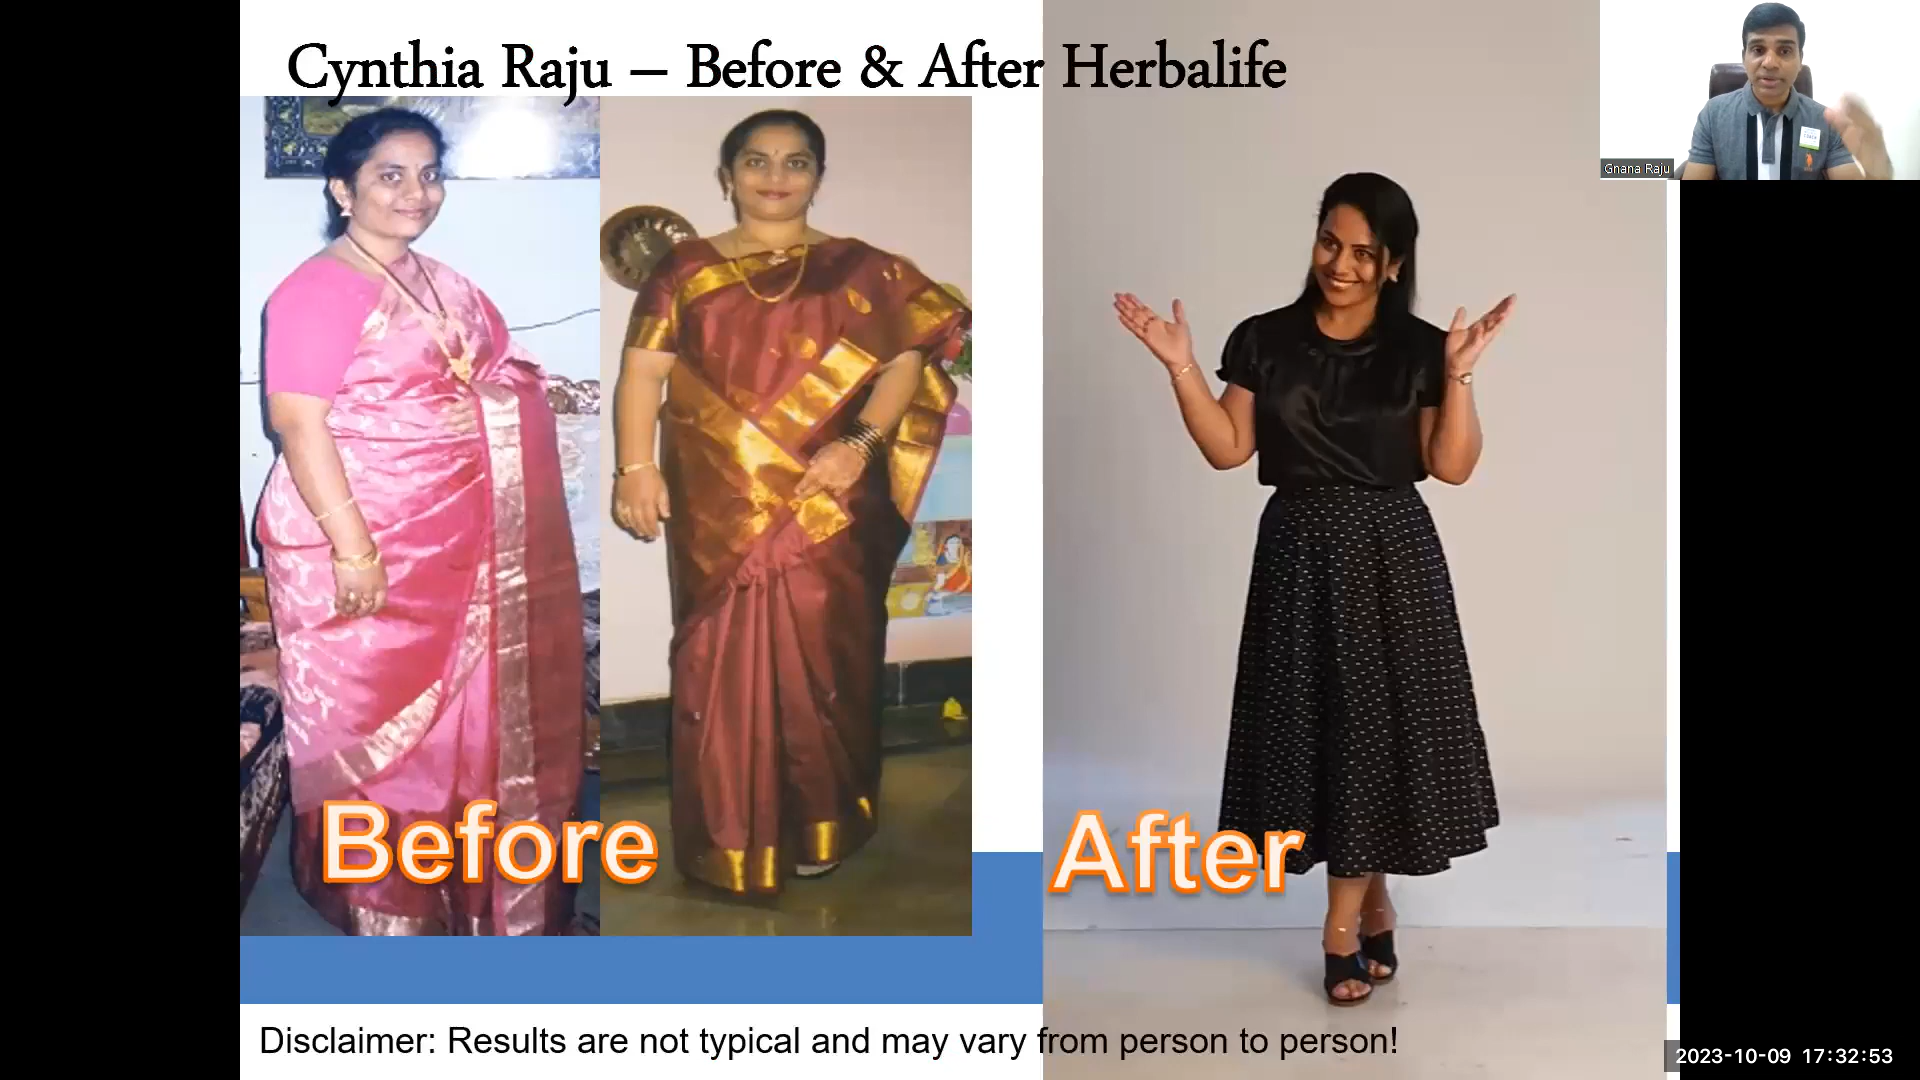 Cynthia Raju – Before & After Herbalife
Gnana Raju
Before
After
Disclaimer: Results are not typical and may vary from person to person!
2023-10-09 17:32:53